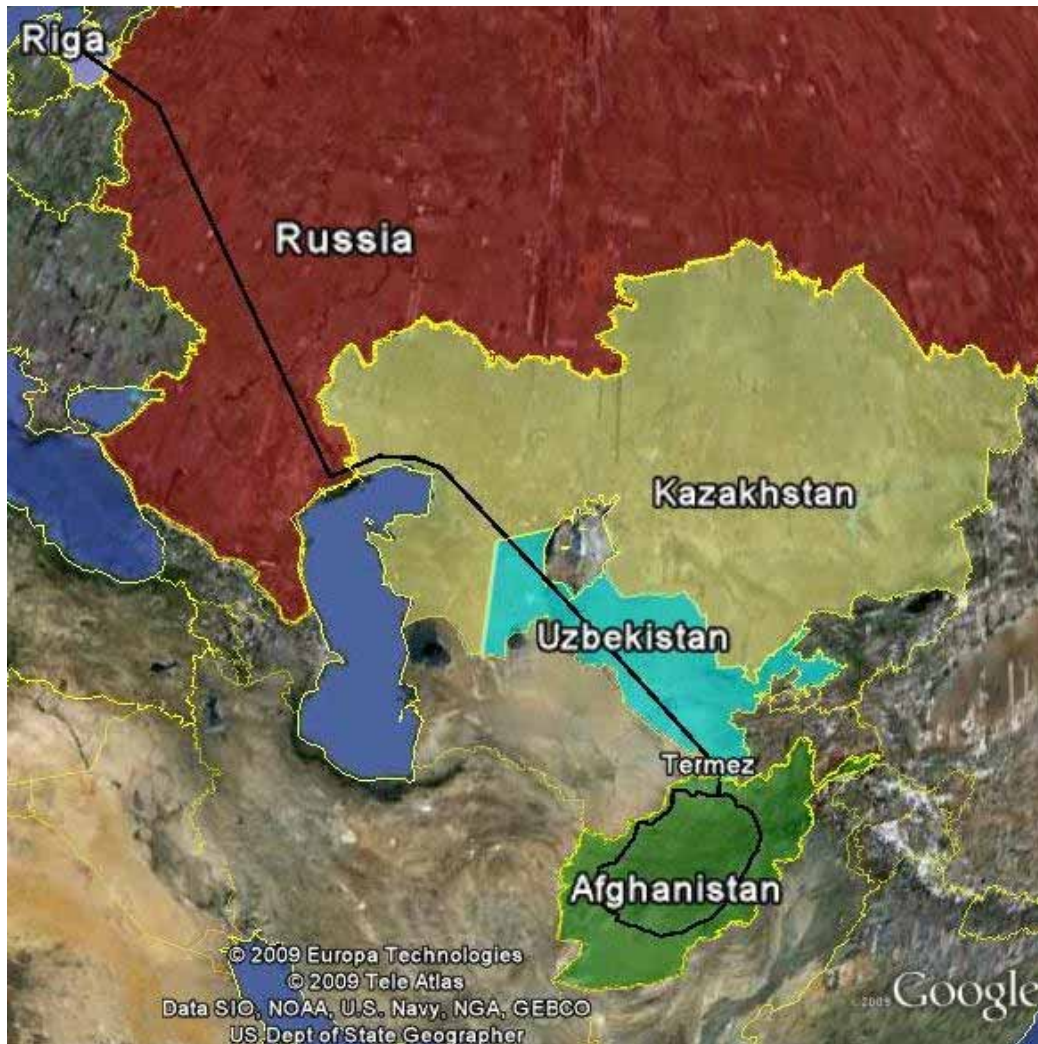 Riga
Russia
Kazakhstan
Uzbekistan
Termez
Afghanistan
© 2009 Europa Technologies
© 2009 Tele Atlas
Data SIO, NOAA, U.S. Navy, NGA, GEBCO
US Dept of State Geographer
© 2009 Google